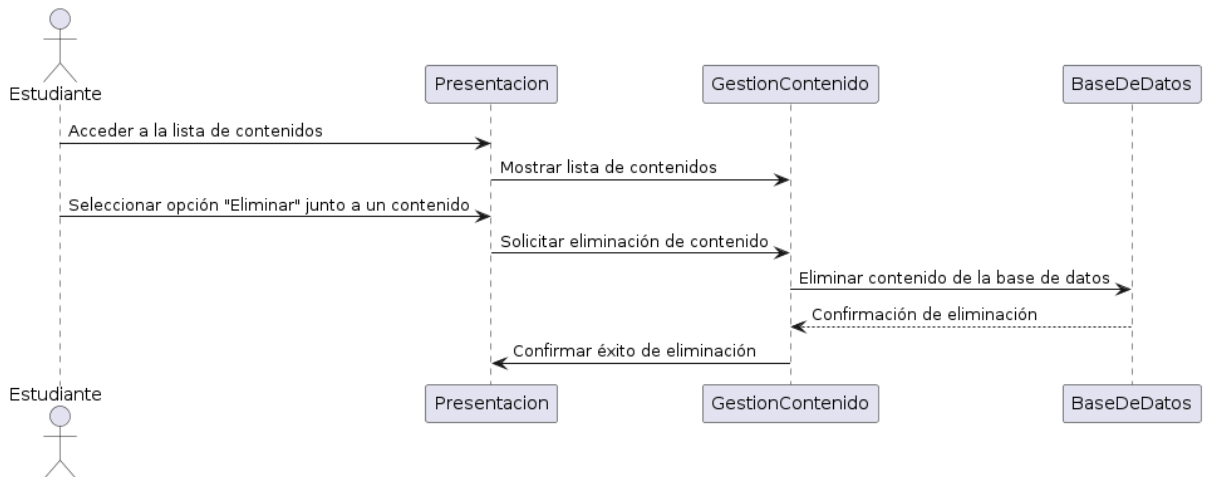 Estudiante
Presentacion
GestionContenido
BaseDeDatos
Acceder a la lista de contenidos
Mostrar lista de contenidos
Seleccionar opción "Eliminar" junto a un contenido
Solicitar eliminación de contenido
Eliminar contenido de la base de datos
Confirmación de eliminación
Confirmar éxito de eliminación
Estudiante
Presentacion
GestionContenido
BaseDeDatos